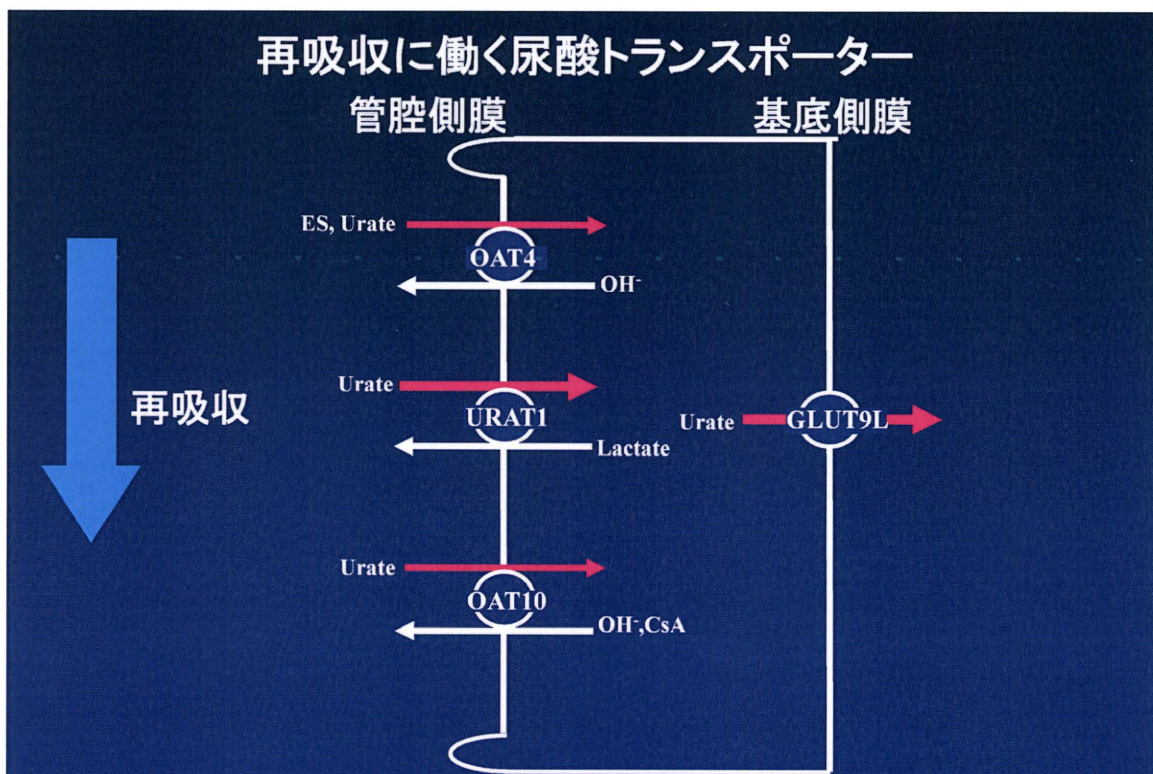 再吸収に働く尿酸トランスポーター
管腔側膜 基底側膜
ES, Urate
OAT4
OH⁻
再吸収
Urate
URAT1
Lactate
Urate
GLUT9L
Urate
OAT10
OH⁻,CsA